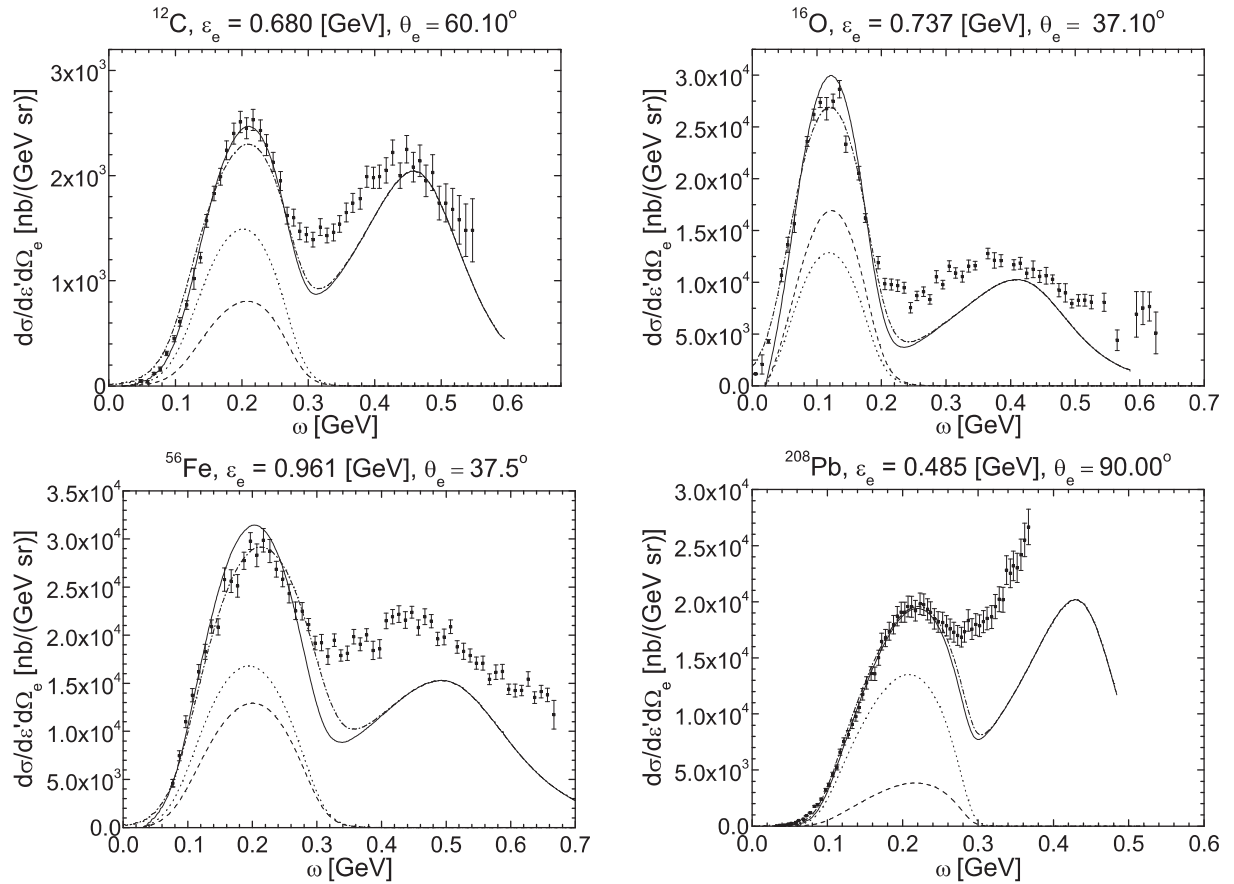 ¹²C, εₑ = 0.680 [GeV], θₑ = 60.10°
3x10³
2x10³
1x10³
0
dσ/dε'dΩₑ [nb/(GeV sr)]
0.0 0.1 0.2 0.3 0.4 0.5 0.6
ω [GeV]
¹⁶O, εₑ = 0.737 [GeV], θₑ = 37.10°
3.0x10⁴
2.5x10⁴
2.0x10⁴
1.5x10⁴
1.0x10⁴
5.0x10³
0.0
dσ/dε'dΩₑ [nb/(GeV sr)]
0.0 0.1 0.2 0.3 0.4 0.5 0.6 0.7
ω [GeV]
⁵⁶Fe, εₑ = 0.961 [GeV], θₑ = 37.5°
3.5x10⁴
3.0x10⁴
2.5x10⁴
2.0x10⁴
1.5x10⁴
1.0x10⁴
5.0x10³
0.0
dσ/dε'dΩₑ [nb/(GeV sr)]
0.0 0.1 0.2 0.3 0.4 0.5 0.6 0.7
ω [GeV]
²⁰⁸Pb, εₑ = 0.485 [GeV], θₑ = 90.00°
3.0x10⁴
2.5x10⁴
2.0x10⁴
1.5x10⁴
1.0x10⁴
5.0x10³
0.0
dσ/dε'dΩₑ [nb/(GeV sr)]
0.0 0.1 0.2 0.3 0.4 0.5 0.6
ω [GeV]